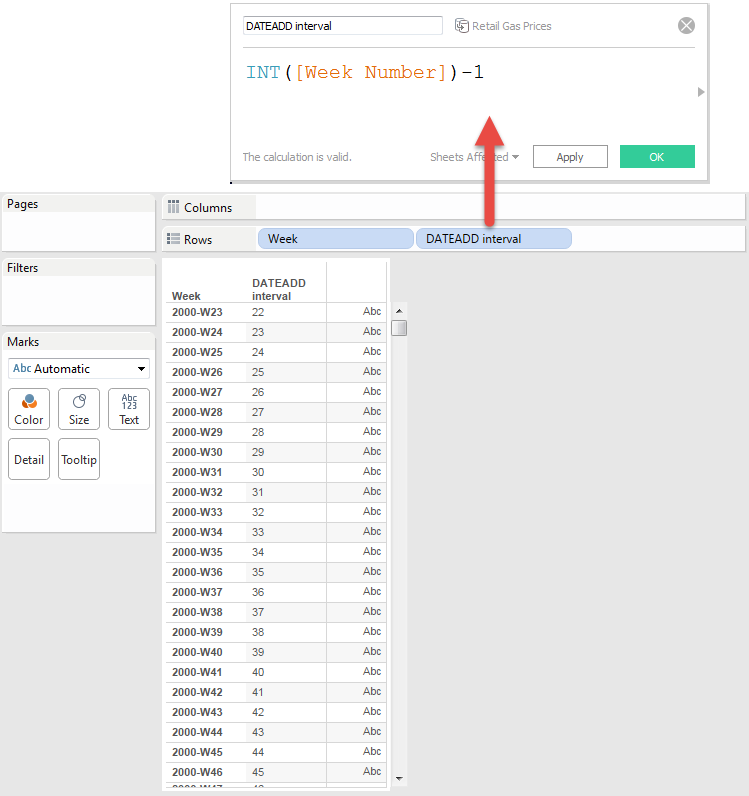 DATEADD interval
Retail Gas Prices
INT([Week Number])-1
The calculation is valid.
Sheets Affected
Apply
OK
Pages
Columns
Rows
Week
DATEADD interval
Filters
Marks
Abc Automatic
Color
Size
Abc
123
Text
Detail
Tooltip
Week
DATEADD
interval
2000-W23 22 Abc
2000-W24 23 Abc
2000-W25 24 Abc
2000-W26 25 Abc
2000-W27 26 Abc
2000-W28 27 Abc
2000-W29 28 Abc
2000-W30 29 Abc
2000-W31 30 Abc
2000-W32 31 Abc
2000-W33 32 Abc
2000-W34 33 Abc
2000-W35 34 Abc
2000-W36 35 Abc
2000-W37 36 Abc
2000-W38 37 Abc
2000-W39 38 Abc
2000-W40 39 Abc
2000-W41 40 Abc
2000-W42 41 Abc
2000-W43 42 Abc
2000-W44 43 Abc
2000-W45 44 Abc
2000-W46 45 Abc